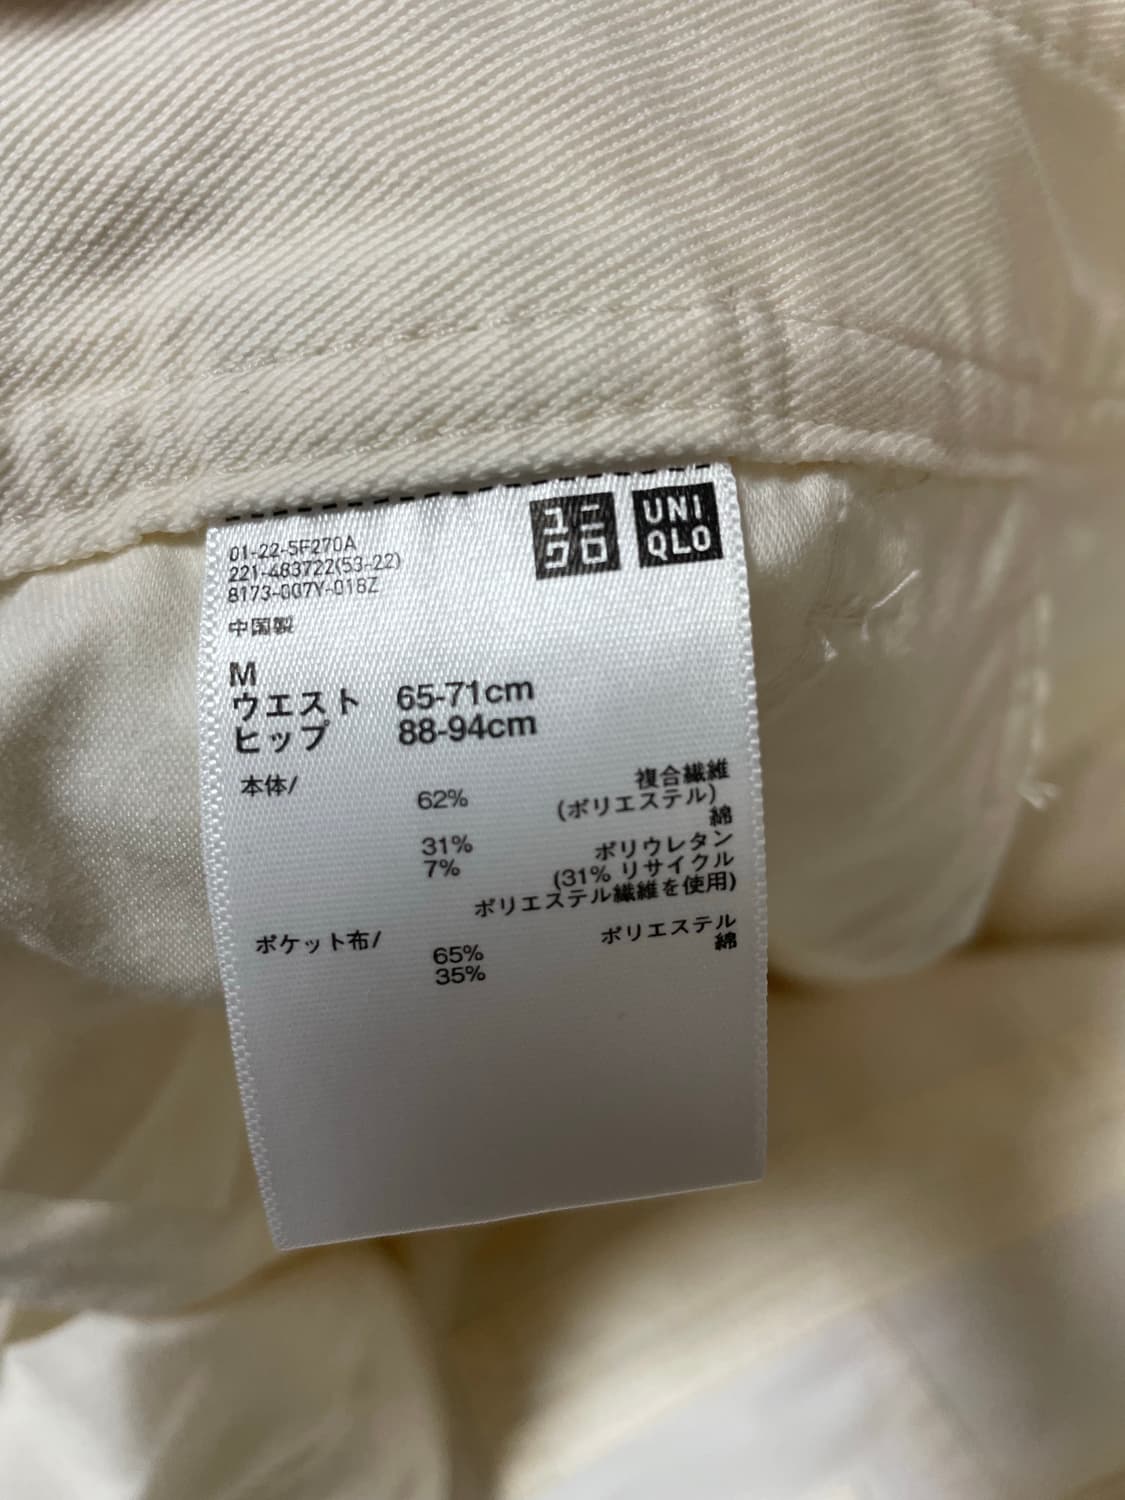 ユニクロ
UNIQLO
01-22-5F270A
221-483722(53-22)
8173-007Y-018Z
中国製
M
ウエスト 65-71cm
ヒップ 88-94cm
本体/
62% 複合繊維
(ポリエステル)
31% 綿
7% ポリウレタン
(31% リサイクル
ポリエステル繊維を使用)
ポケット布/
65% ポリエステル
35% 綿